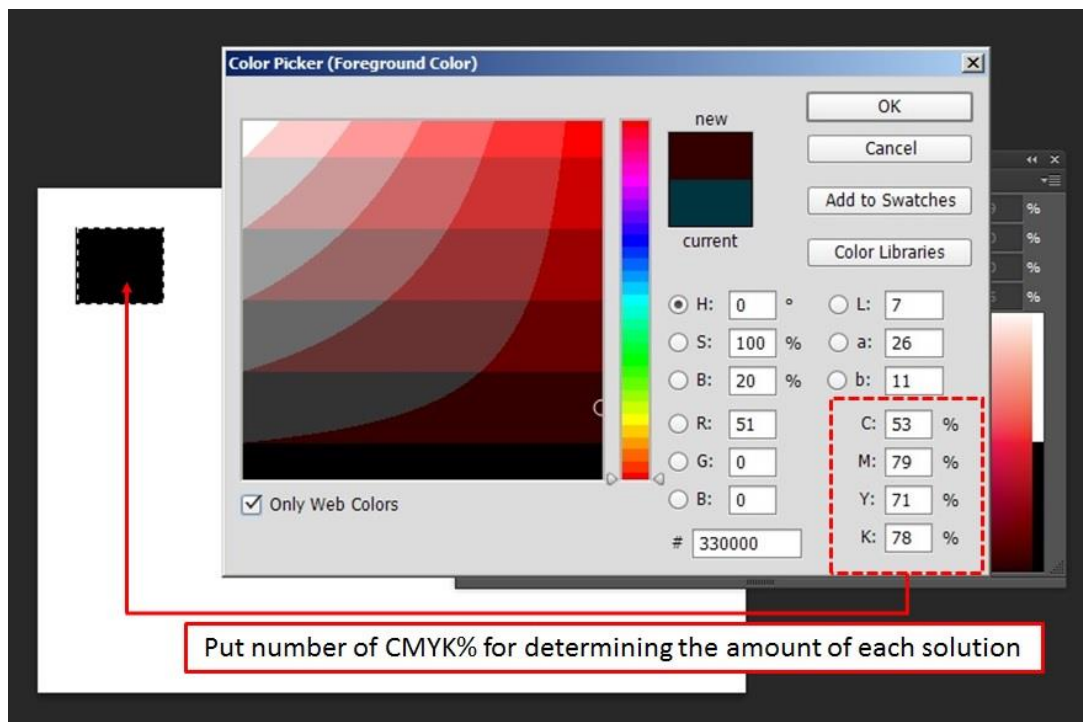 Color Picker (Foreground Color)
new
current
OK
Cancel
Add to Swatches
Color Libraries
H: 0 °
S: 100 %
B: 20 %
R: 51
G: 0
B: 0
# 330000
L: 7
a: 26
b: 11
C: 53 %
M: 79 %
Y: 71 %
K: 78 %
Only Web Colors
%
%
%
%
Put number of CMYK% for determining the amount of each solution